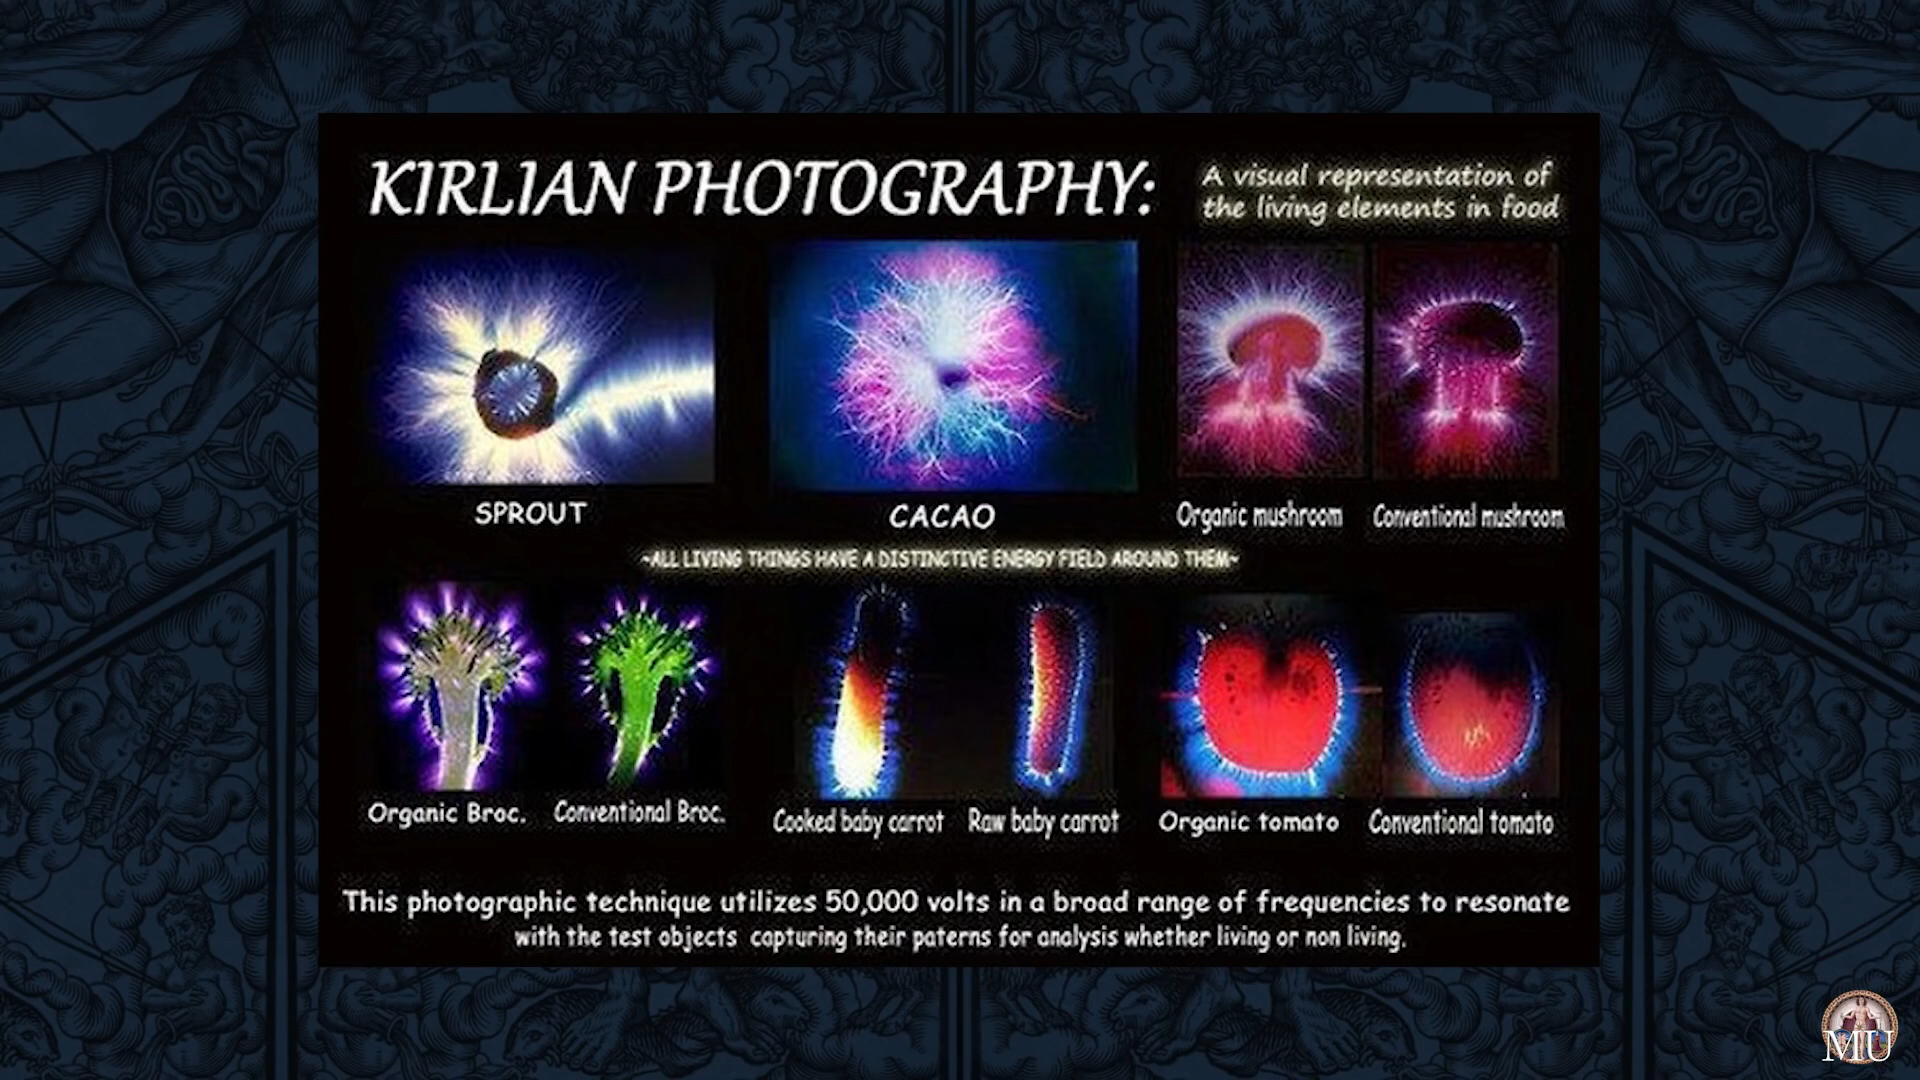 KIRLIAN PHOTOGRAPHY:
A visual representation of
the living elements in food
SPROUT
CACAO
Organic mushroom
Conventional mushroom
~ALL LIVING THINGS HAVE A DISTINCTIVE ENERGY FIELD AROUND THEM~
Organic Broc.
Conventional Broc.
Cooked baby carrot
Raw baby carrot
Organic tomato
Conventional tomato
This photographic technique utilizes 50,000 volts in a broad range of frequencies to resonate
with the test objects capturing their paterns for analysis whether living or non living.
MU